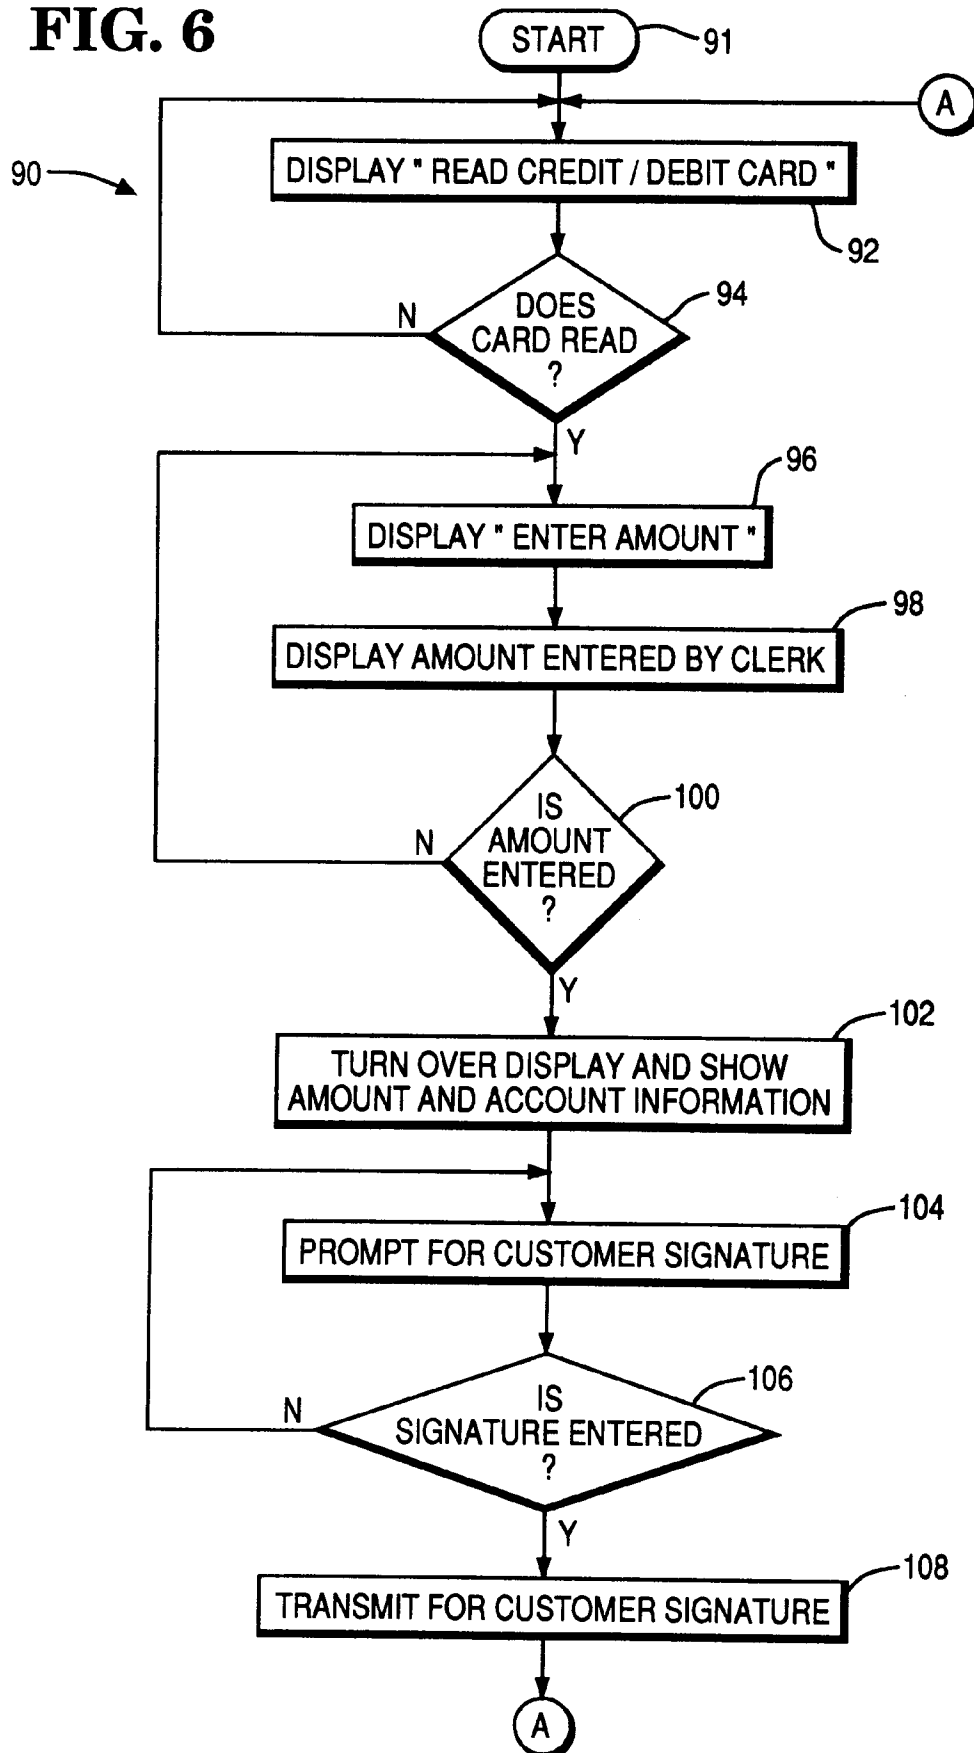 FIG. 6
START
91
A
90
DISPLAY " READ CREDIT / DEBIT CARD "
92
DOES
CARD READ
?
94
N
Y
96
DISPLAY " ENTER AMOUNT "
98
DISPLAY AMOUNT ENTERED BY CLERK
IS
AMOUNT
ENTERED
?
100
N
Y
102
TURN OVER DISPLAY AND SHOW
AMOUNT AND ACCOUNT INFORMATION
104
PROMPT FOR CUSTOMER SIGNATURE
IS
SIGNATURE ENTERED
?
106
N
Y
108
TRANSMIT FOR CUSTOMER SIGNATURE
A